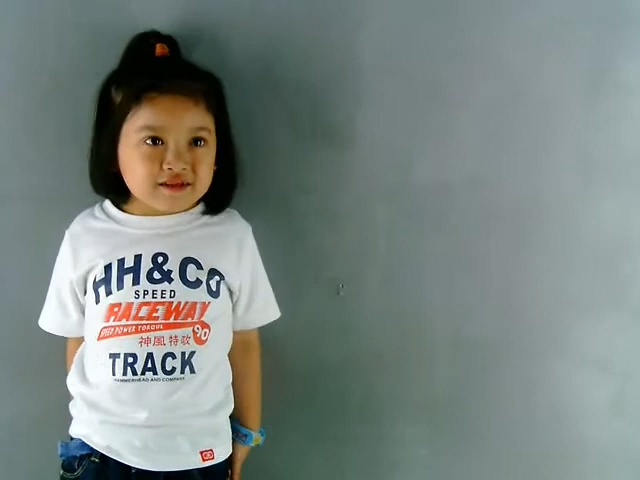 HH&CO
SPEED
RACEWAY
SPEED POWER TORQUE
90
神風特攻
TRACK
HAMMERHEAD AND COMPANY